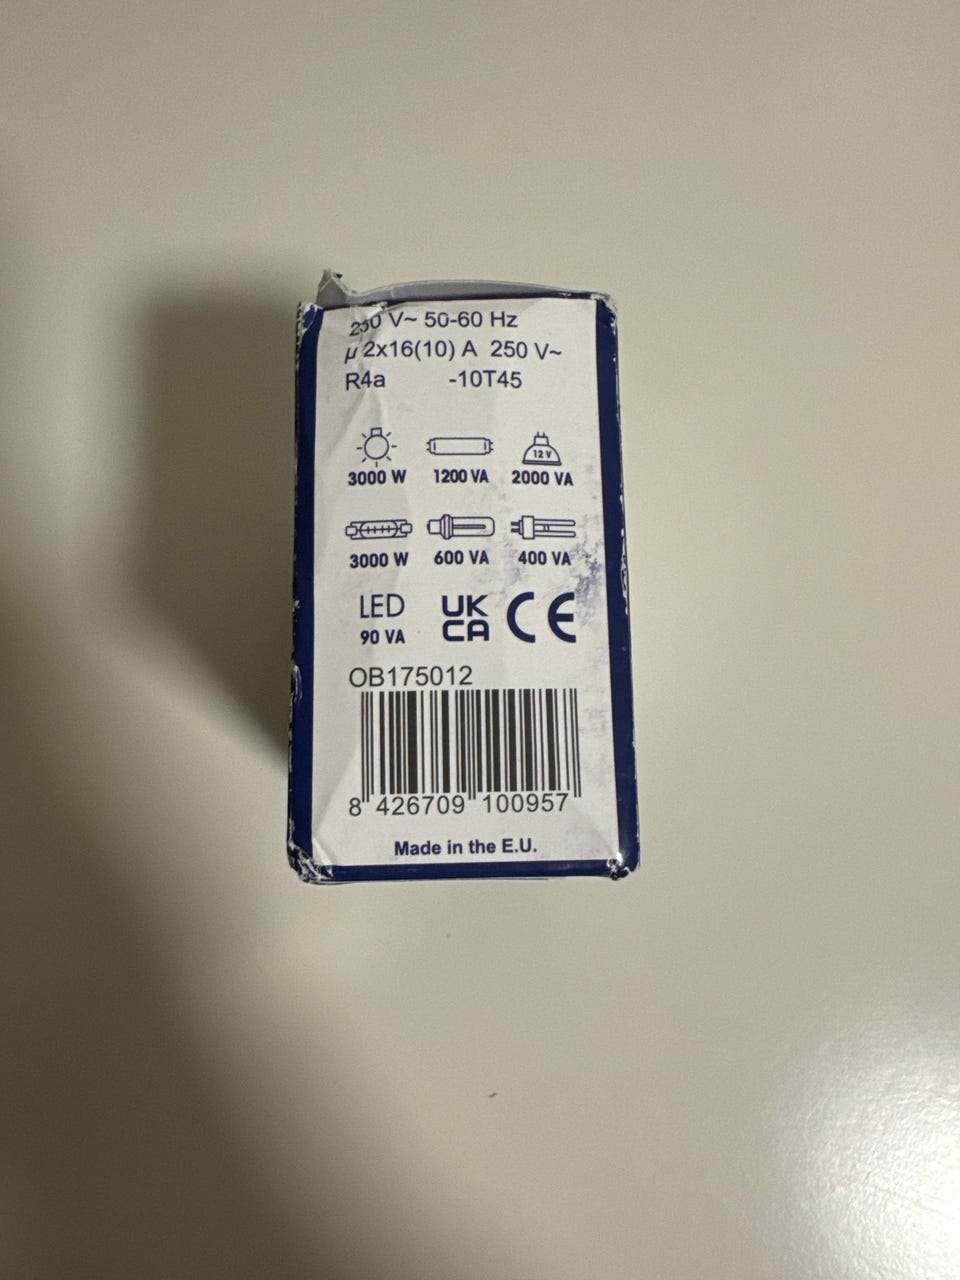 230 V~ 50-60 Hz
µ 2x16(10) A 250 V~
R4a -10T45
12 V
3000 W 1200 VA 2000 VA
3000 W 600 VA 400 VA
LED
90 VA
UK
CA
CE
OB175012
8 426709 100957
Made in the E.U.